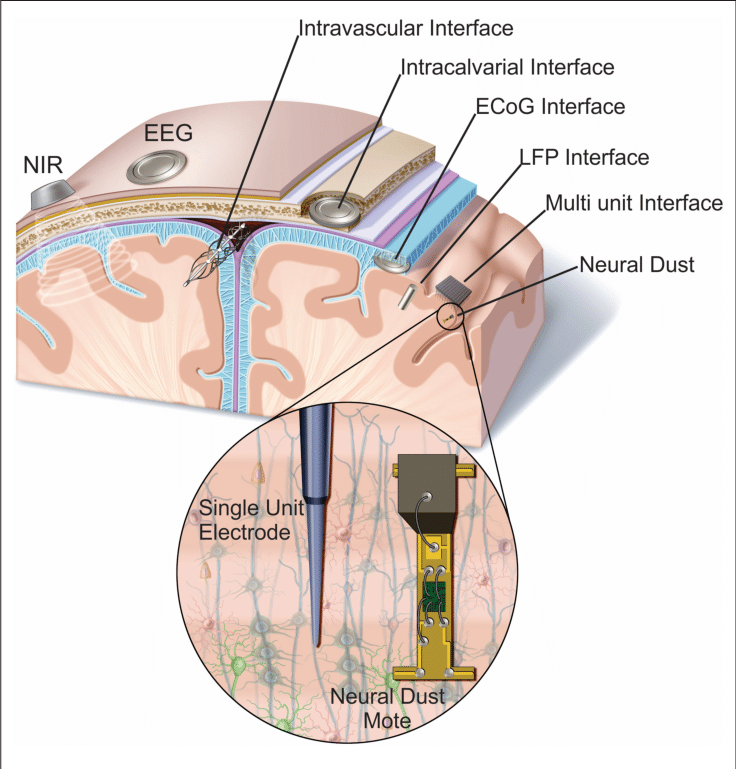 Intravascular Interface
Intracalvarial Interface
ECoG Interface
EEG
NIR
LFP Interface
Multi unit Interface
Neural Dust
Single Unit
Electrode
Neural Dust
Mote